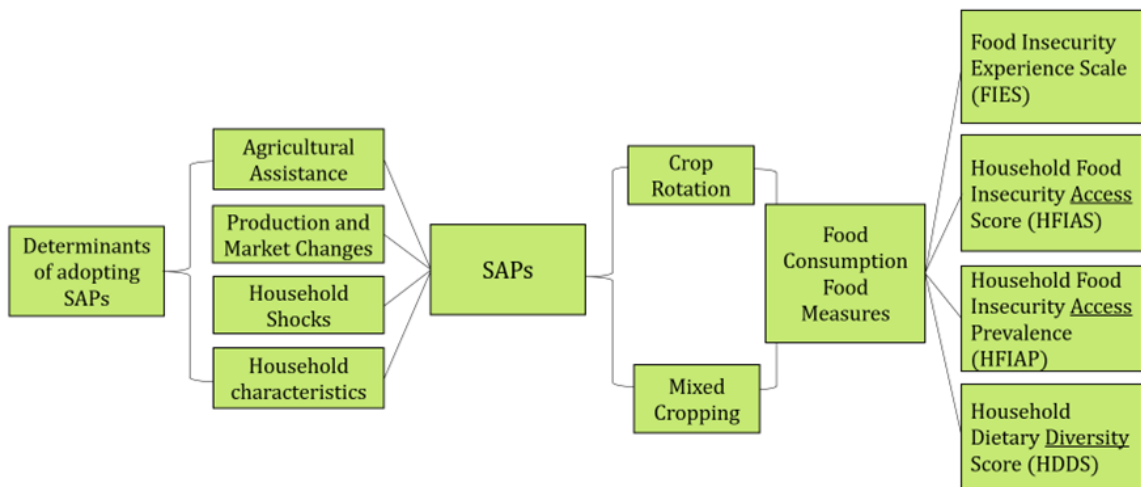 Determinants
of adopting
SAPs
Agricultural
Assistance
Production and
Market Changes
Household
Shocks
Household
characteristics
SAPs
Crop
Rotation
Mixed
Cropping
Food
Consumption
Food
Measures
Food Insecurity
Experience Scale
(FIES)
Household Food
Insecurity Access
Score (HFIAS)
Household Food
Insecurity Access
Prevalence
(HFIAP)
Household
Dietary Diversity
Score (HDDS)